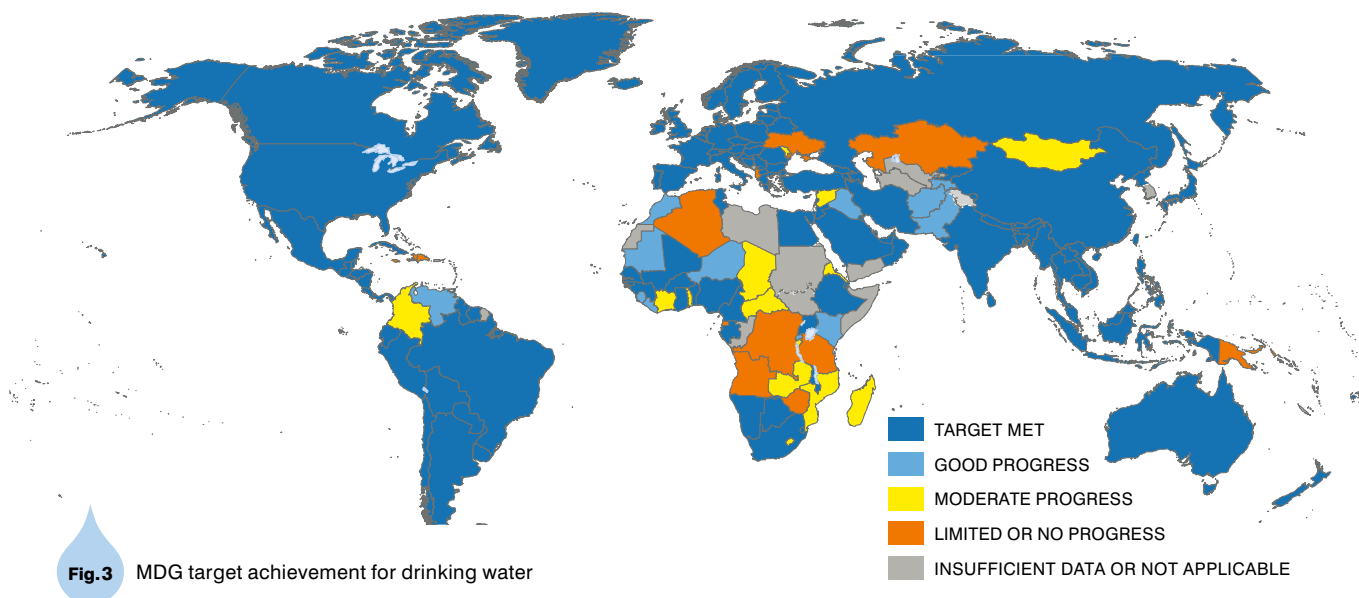 TARGET MET
GOOD PROGRESS
MODERATE PROGRESS
LIMITED OR NO PROGRESS
INSUFFICIENT DATA OR NOT APPLICABLE
Fig.3 MDG target achievement for drinking water